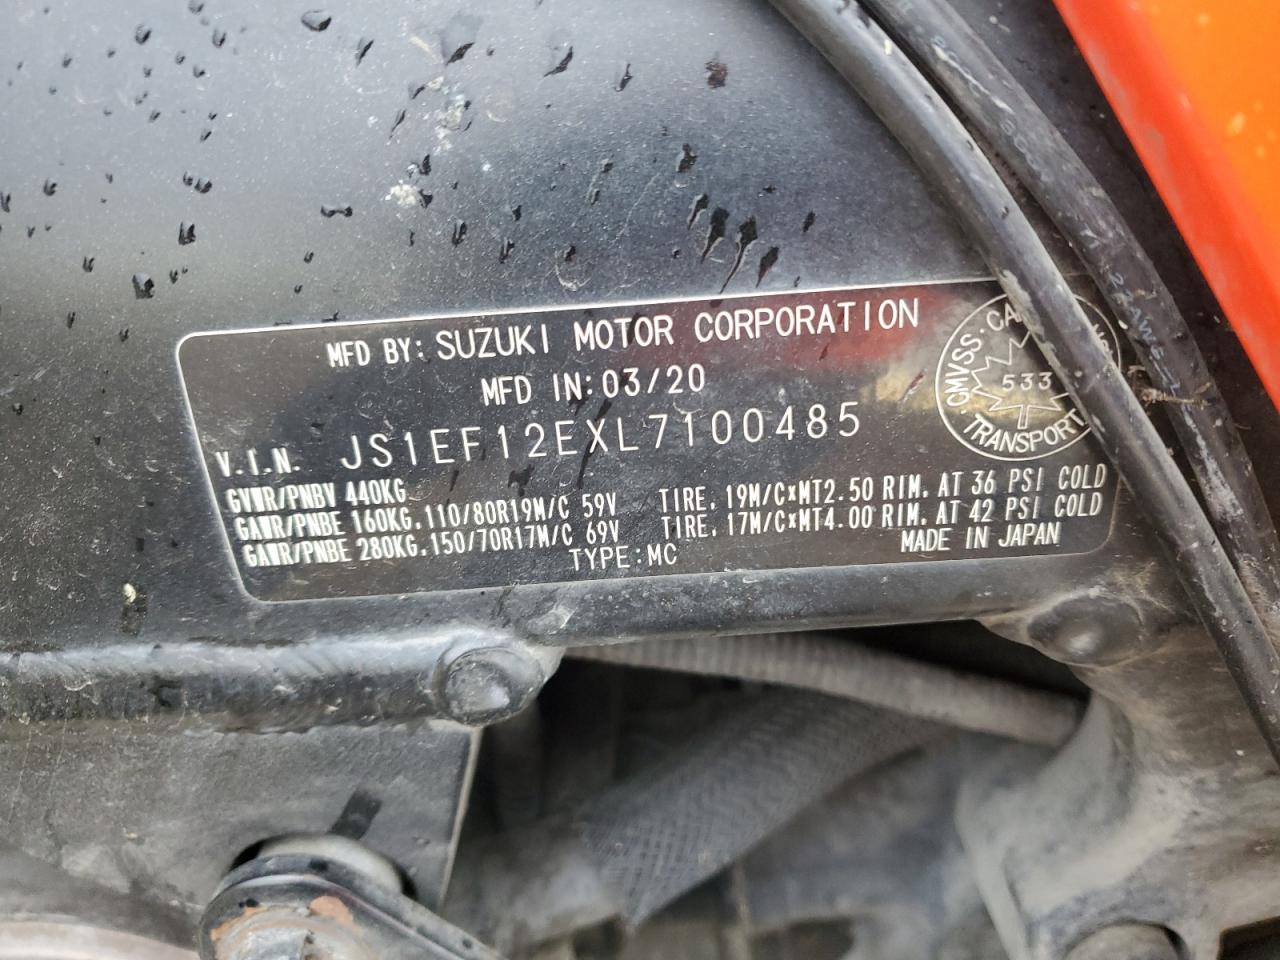 MFD BY: SUZUKI MOTOR CORPORATION
MFD IN: 03/20
V.I.N. JS1EF12EXL7100485
GVWR/PNBV 440KG
GAWR/PNBE 160KG. 110/80R19M/C 59V TIRE, 19M/C×MT2.50 RIM. AT 36 PSI COLD
GAWR/PNBE 280KG. 150/70R17M/C 69V TIRE, 17M/C×MT4.00 RIM. AT 42 PSI COLD
TYPE: MC MADE IN JAPAN
CMVSS
533
TRANSPORT